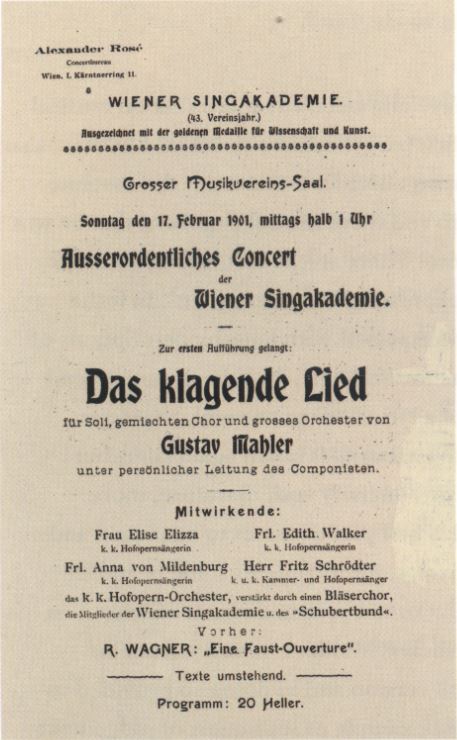 Alexander Rosé
Concertbureau
Wien, I. Kärntnerring 11.
WIENER SINGAKADEMIE.
(43. Vereinsjahr.)
Ausgezeichnet mit der goldenen Medaille für Wissenschaft und Kunst.
Grosser Musikvereins-Saal.
Sonntag den 17. Februar 1901, mittags halb 1 Uhr
Ausserordentliches Concert
der
Wiener Singakademie.
Zur ersten Aufführung gelangt:
Das klagende Lied
für Soli, gemischten Chor und grosses Orchester von
Gustav Mahler
unter persönlicher Leitung des Componisten.
Mitwirkende:
Frau Elise Elizza Frl. Edith. Walker
k. k. Hofopernsängerin k. k. Hofopernsängerin
Frl. Anna von Mildenburg Herr Fritz Schrödter
k. k. Hofopernsängerin k. u. k. Kammer- und Hofopernsänger
das k. k. Hofopern-Orchester, verstärkt durch einen Bläserchor,
die Mitglieder der Wiener Singakademie u. des »Schubertbund«.
Vorher:
R. WAGNER: „Eine Faust-Ouverture".
Texte umstehend.
Programm: 20 Heller.